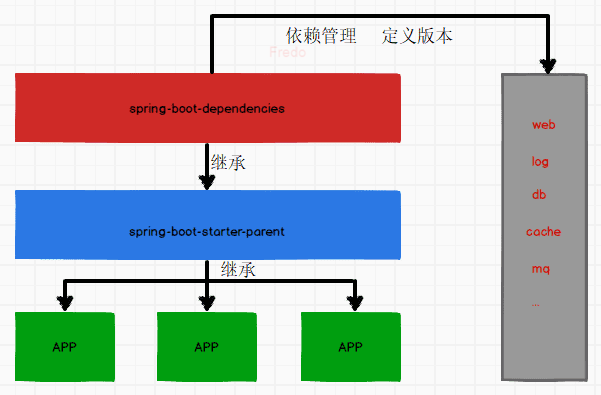 依赖管理 定义版本
Fredo
spring-boot-dependencies
继承
spring-boot-starter-parent
继承
APP
APP
APP
web
log
db
cache
mq
...